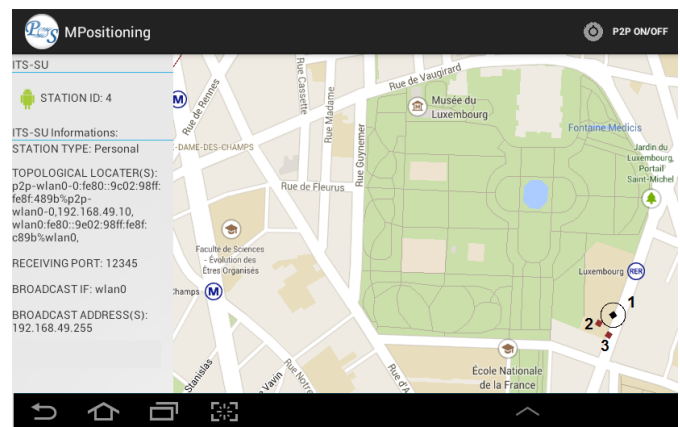 MPositioning
P2P ON/OFF
ITS-SU
STATION ID: 4
ITS-SU Informations:
STATION TYPE: Personal
TOPOLOGICAL LOCATER(S):
p2p-wlan0-0:fe80::9c02:98ff:
fe8f:489b%p2p-
wlan0-0,192.168.49.10,
wlan0:fe80::9e02:98ff:fe8f:
c89b%wlan0,
RECEIVING PORT: 12345
BROADCAST IF: wlan0
BROADCAST ADDRESS(S):
192.168.49.255
M
Rue de Rennes
E-DAME-DES-CHAMPS
Rue Cassette
Rue Madame
Rue Guynemer
Rue de Vaugirard
Musée du
Luxembourg
Fontaine Médicis
Jardin du
Luxembourg,
Portail
Saint-Michel
Rue de Fleurus
Faculté de Sciences
- Évolution des
Êtres Organisés
Champs
M
Luxembourg
RER
1
2
3
Stanislas
Vavin
Rue Notre
Rue d'A
École Nationale
de la France